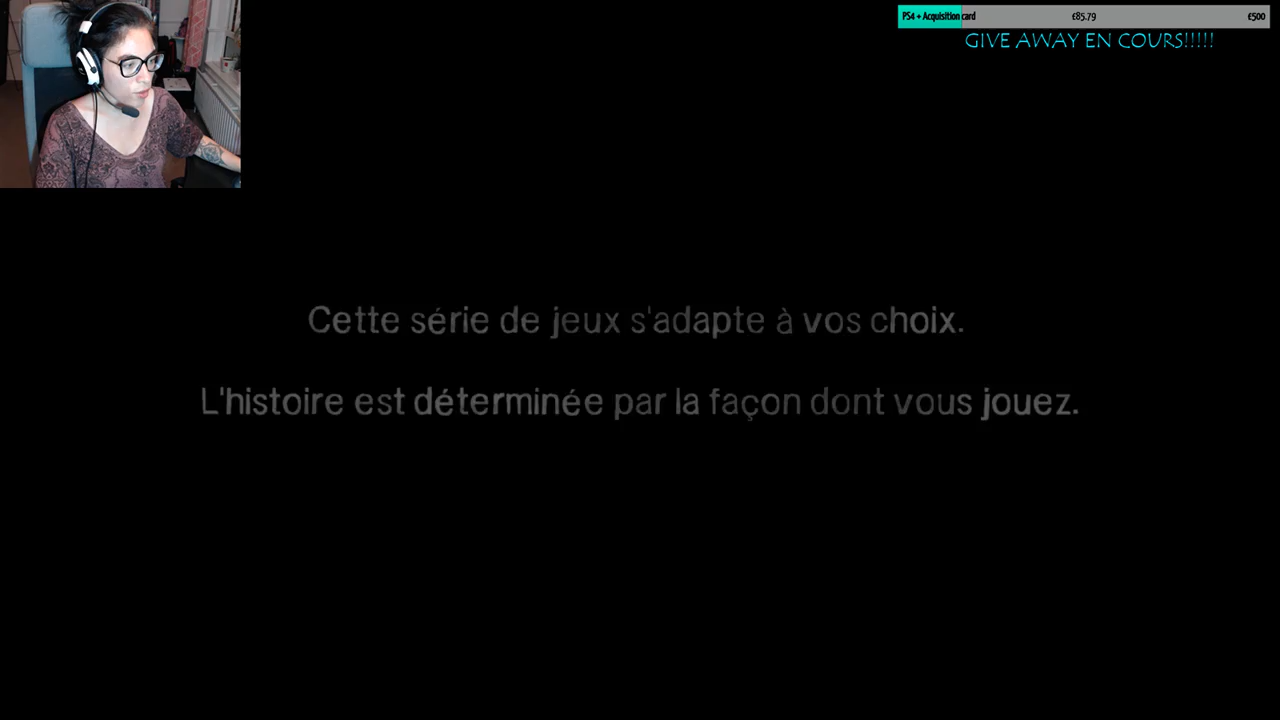 PS4 + Acquisition card €85.79 €500
GIVE AWAY EN COURS!!!!!
Cette série de jeux s'adapte à vos choix.
L'histoire est déterminée par la façon dont vous jouez.